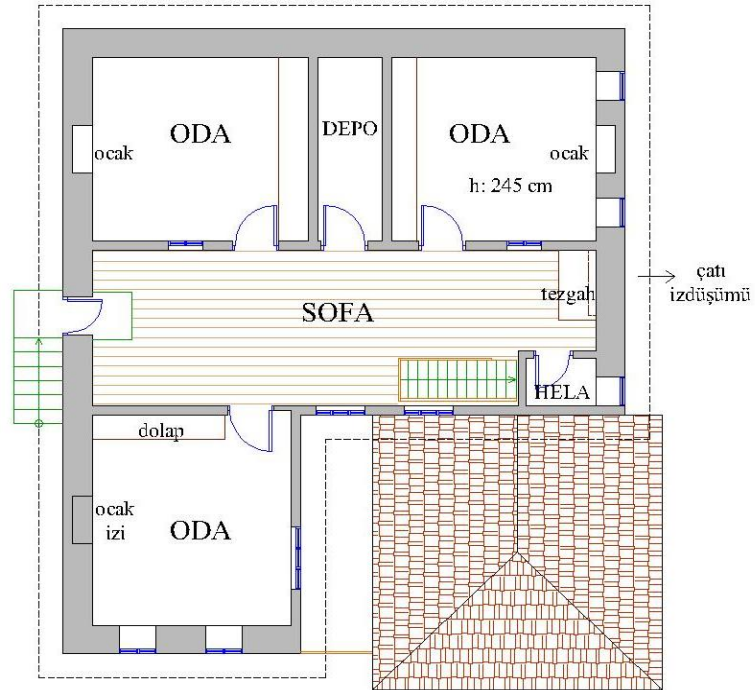 ODA
DEPO
ODA
ocak
ocak
h: 245 cm
çatı
izdüşümü
tezgah
SOFA
HELA
dolap
ocak
izi
ODA